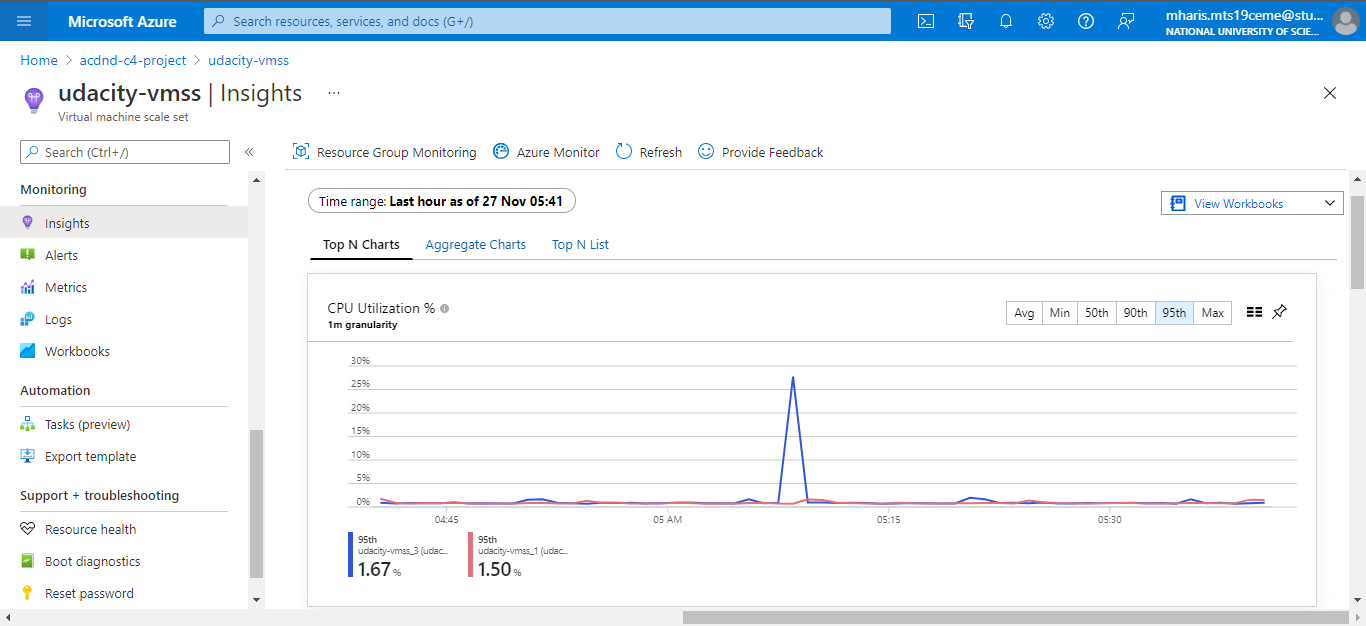 Microsoft Azure
Search resources, services, and docs (G+/)
mharis.mts19ceme@stu...
NATIONAL UNIVERSITY OF SCIE...
Home > acdnd-c4-project > udacity-vmss
udacity-vmss | Insights ...
Virtual machine scale set
Search (Ctrl+/)
«
Monitoring
Insights
Alerts
Metrics
Logs
Workbooks
Automation
Tasks (preview)
Export template
Support + troubleshooting
Resource health
Boot diagnostics
Reset password
Resource Group Monitoring
Azure Monitor
Refresh
Provide Feedback
Time range: Last hour as of 27 Nov 05:41
View Workbooks
Top N Charts
Aggregate Charts
Top N List
CPU Utilization %
1m granularity
Avg Min 50th 90th 95th Max
30%
25%
20%
15%
10%
5%
0%
04:45 05 AM 05:15 05:30
95th
udacity-vmss_3 (udac...
1.67 %
95th
udacity-vmss_1 (udac...
1.50 %